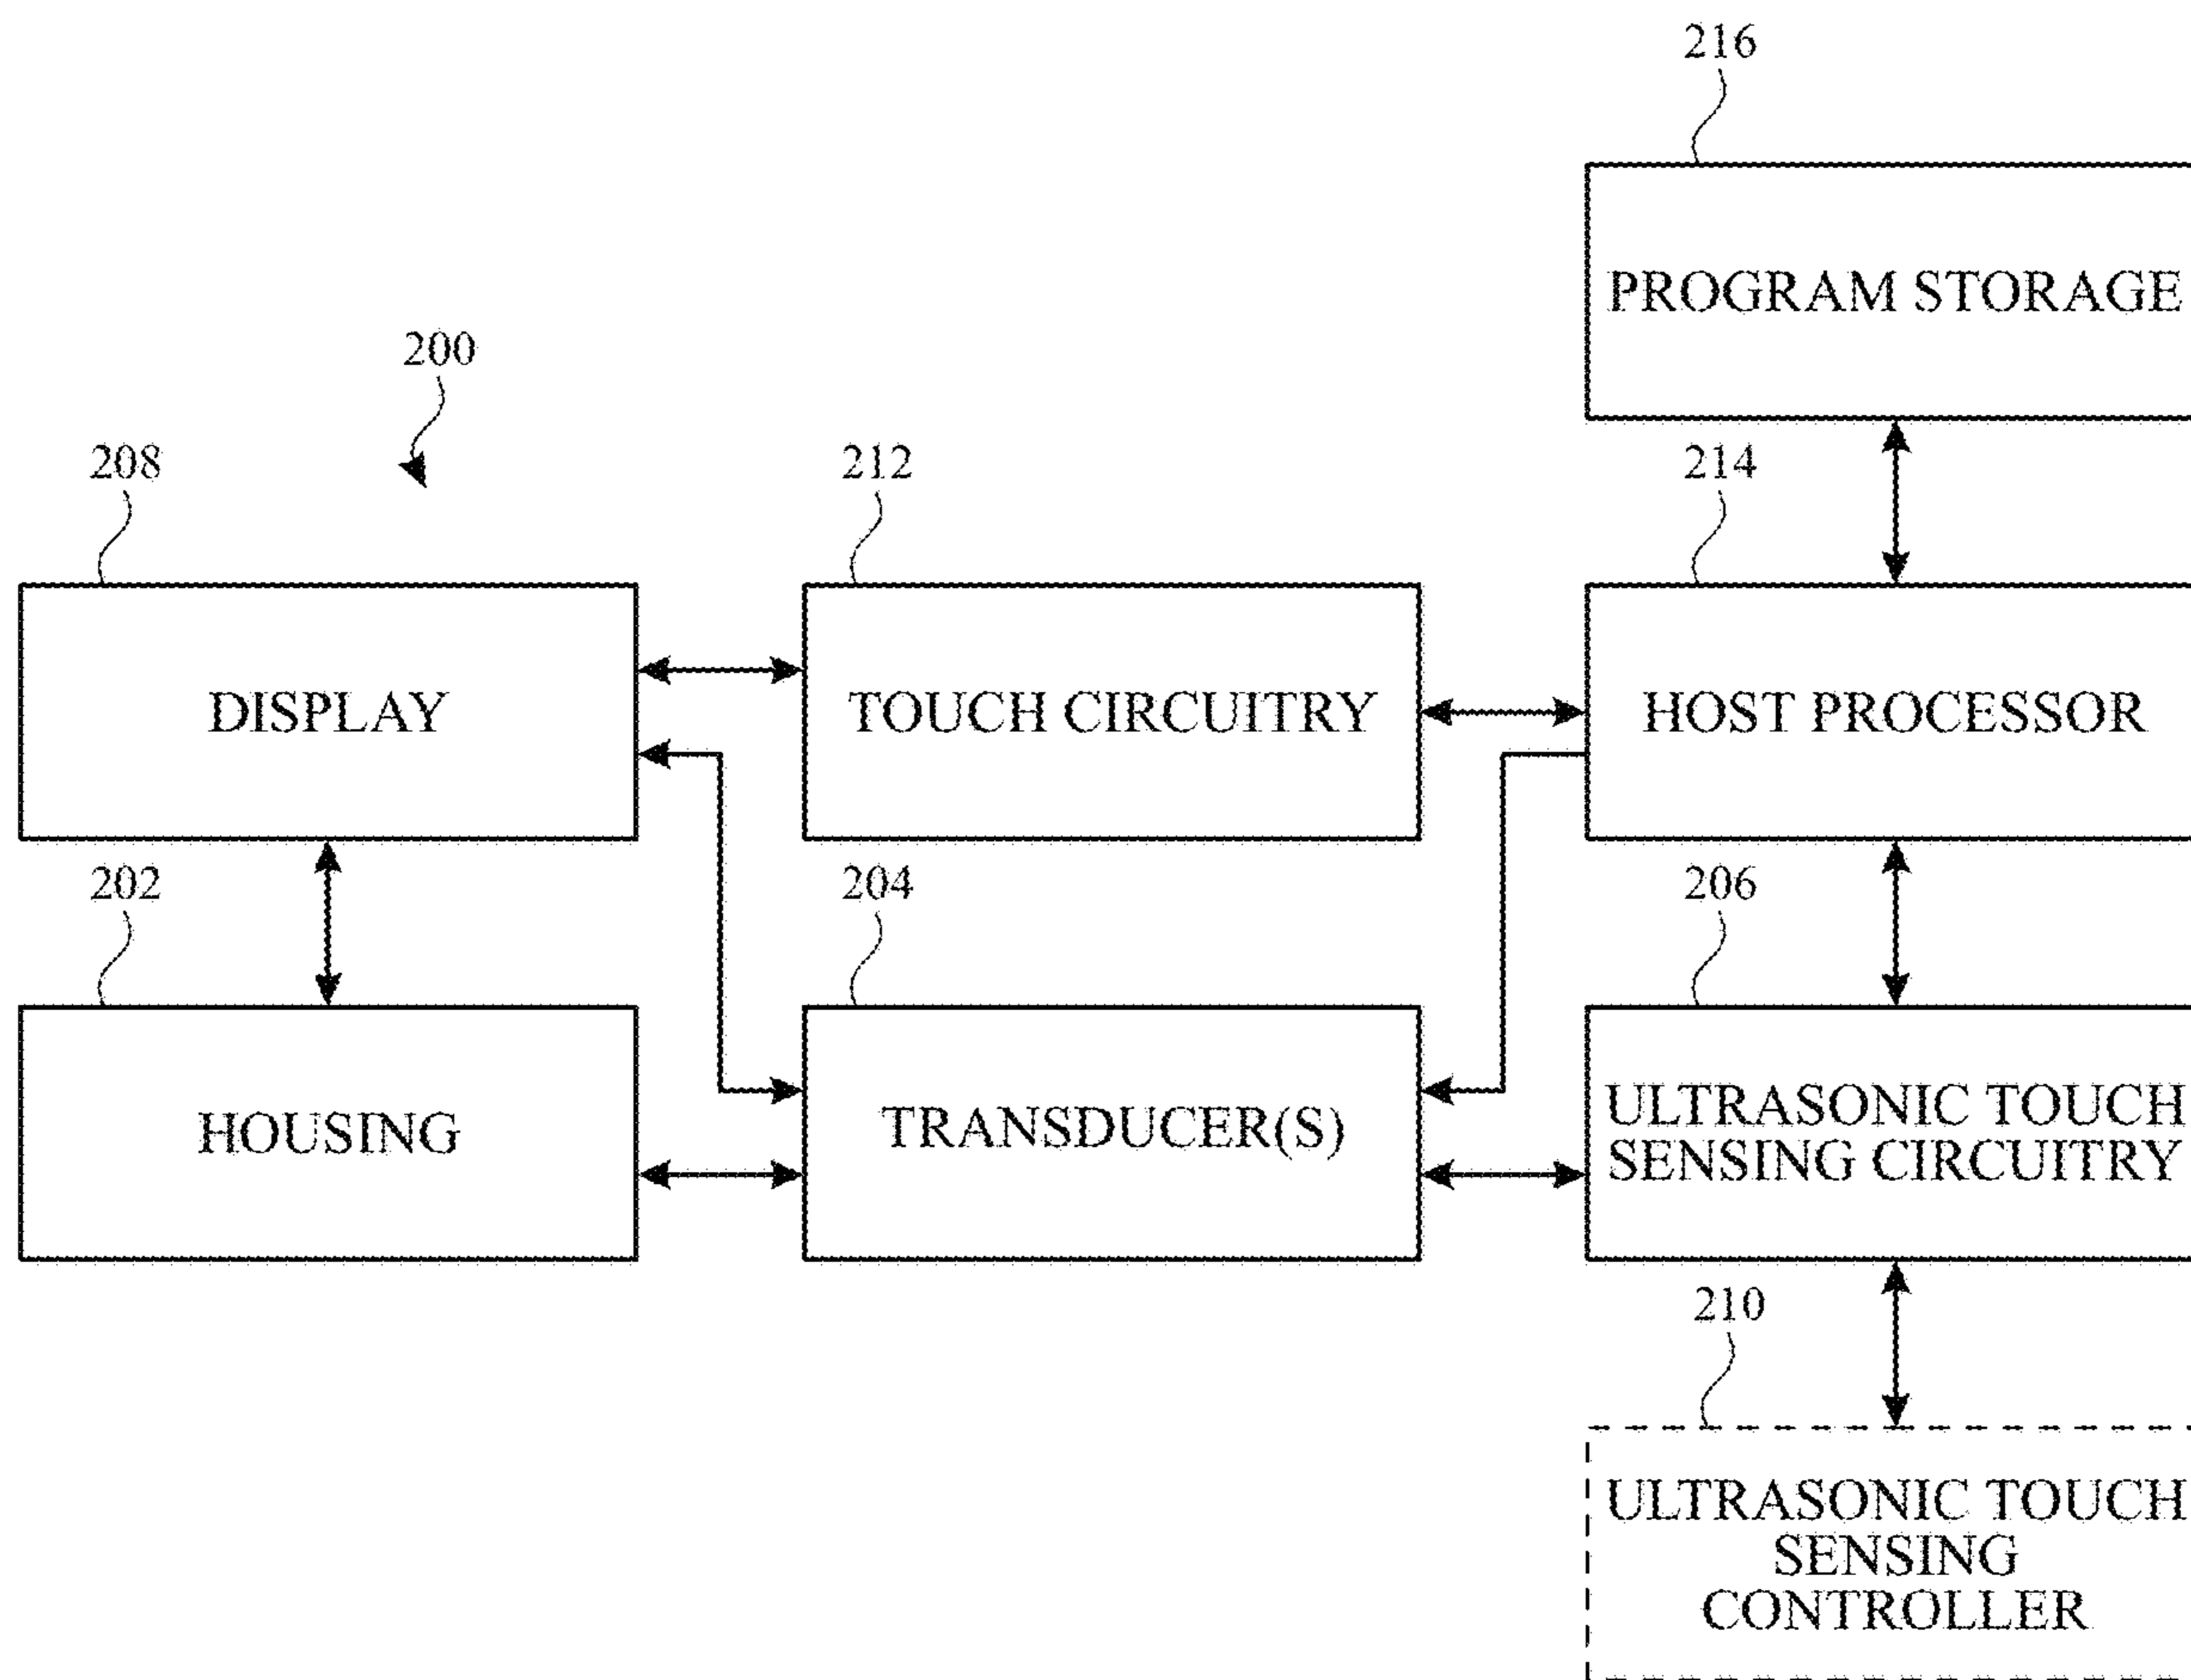 216
PROGRAM STORAGE
200
208
212
214
DISPLAY
TOUCH CIRCUITRY
HOST PROCESSOR
202
204
206
HOUSING
TRANSDUCER(S)
ULTRASONIC TOUCH
SENSING CIRCUITRY
210
ULTRASONIC TOUCH
SENSING
CONTROLLER